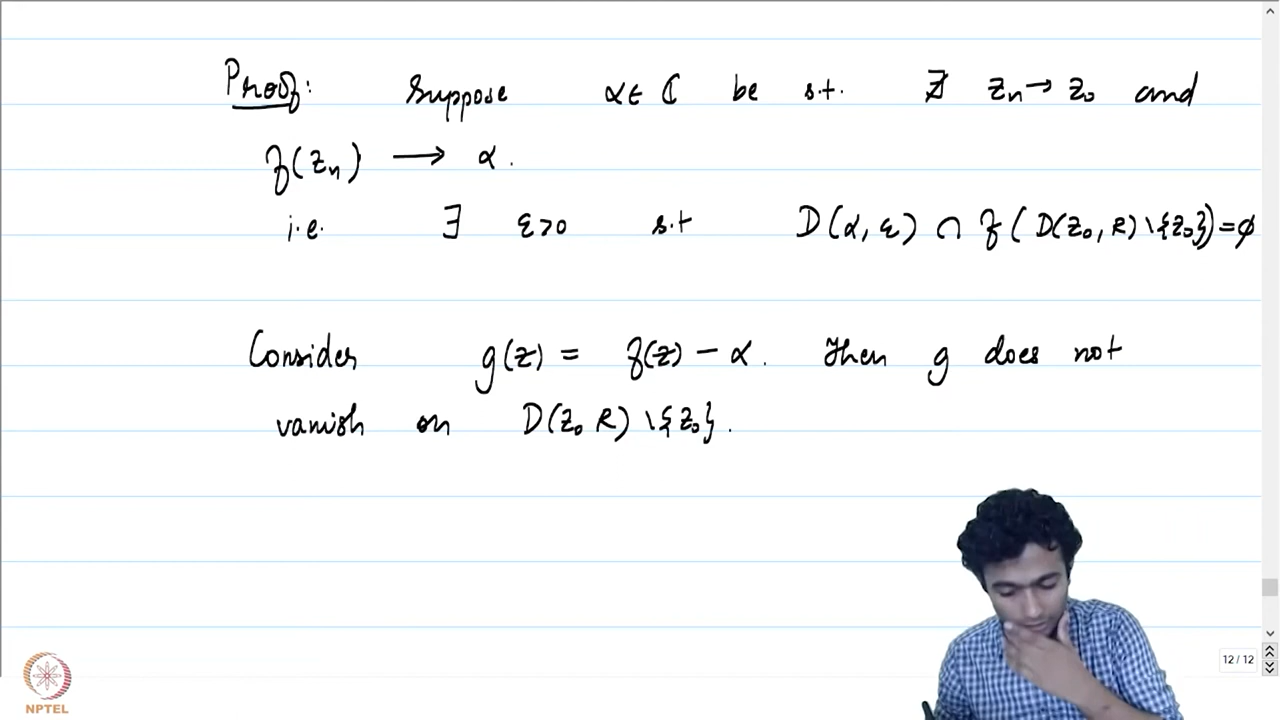 Proof: Suppose α ∈ ℂ be s.t. ∄ zₙ → z₀ and
f(zₙ) ⟶ α.
i.e. ∃ ε>0 s.t D(α, ε) ∩ f( D(z₀, R) \ {z₀}) = ϕ
Consider g(z) = f(z) − α. Then g does not
vanish on D(z₀ R) \ {z₀}.
12 / 12
NPTEL